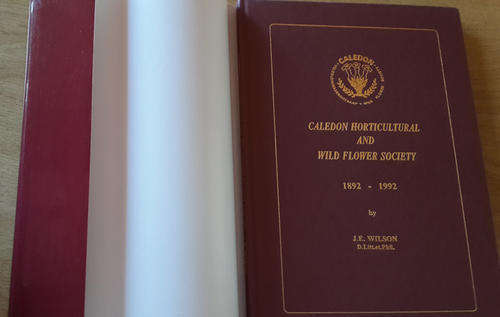 CALEDON
CALEDON HORTICULTURAL
AND
WILD FLOWER SOCIETY
1892 - 1992
by
J.E. WILSON
D.Litt.et.Phil.